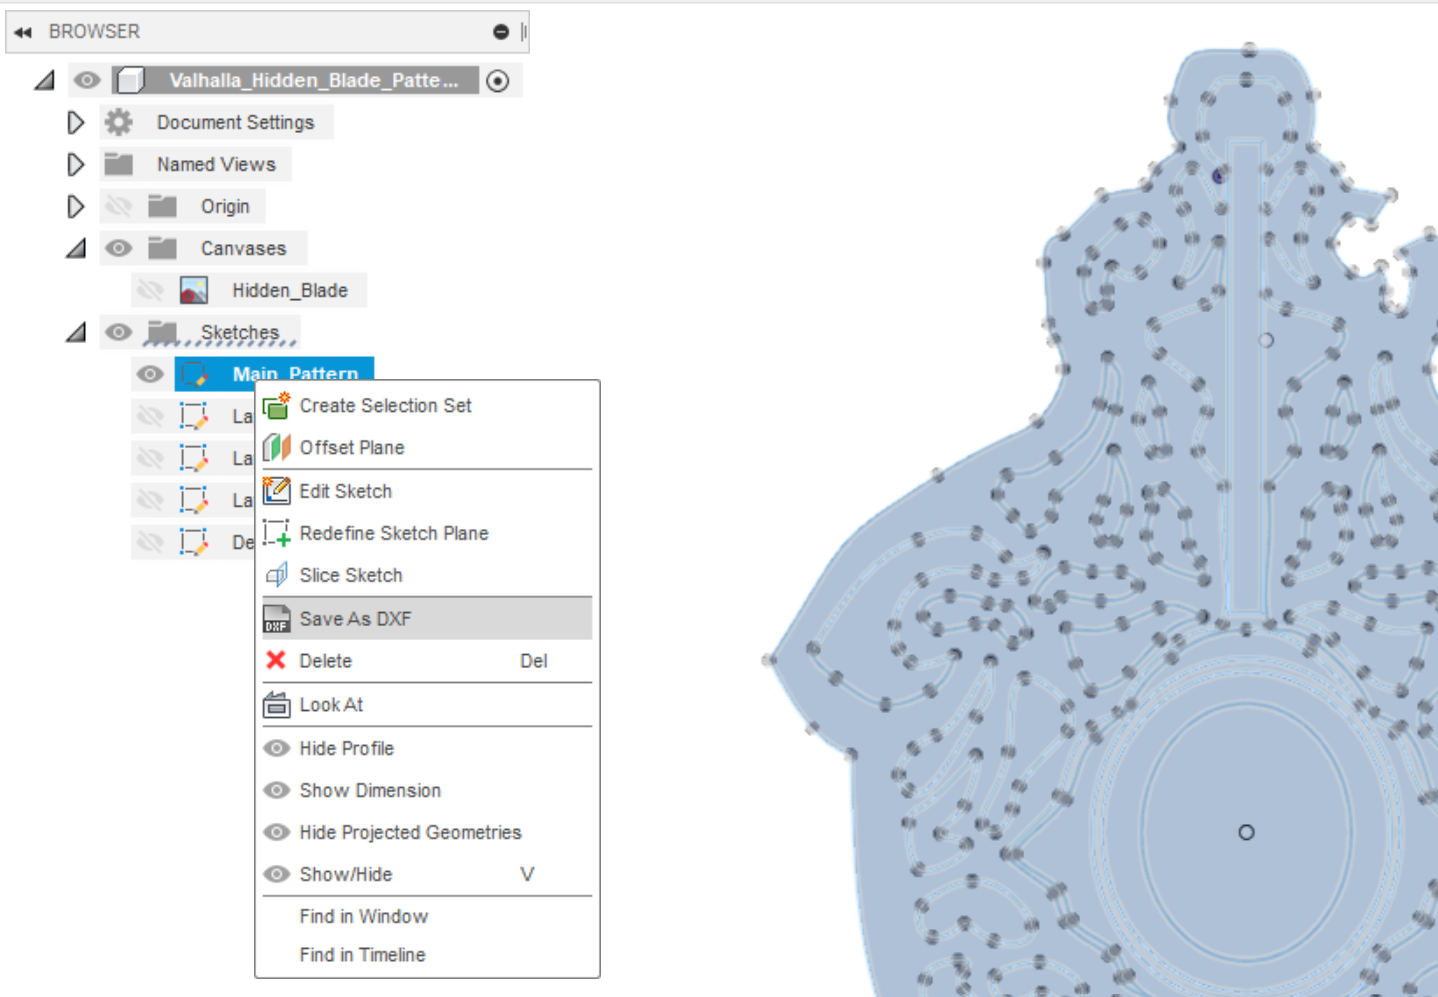 BROWSER
Valhalla_Hidden_Blade_Patte...
Document Settings
Named Views
Origin
Canvases
Hidden_Blade
Sketches
Main_Pattern
La
La
La
De
Create Selection Set
Offset Plane
Edit Sketch
Redefine Sketch Plane
Slice Sketch
DXF Save As DXF
Delete Del
Look At
Hide Profile
Show Dimension
Hide Projected Geometries
Show/Hide V
Find in Window
Find in Timeline